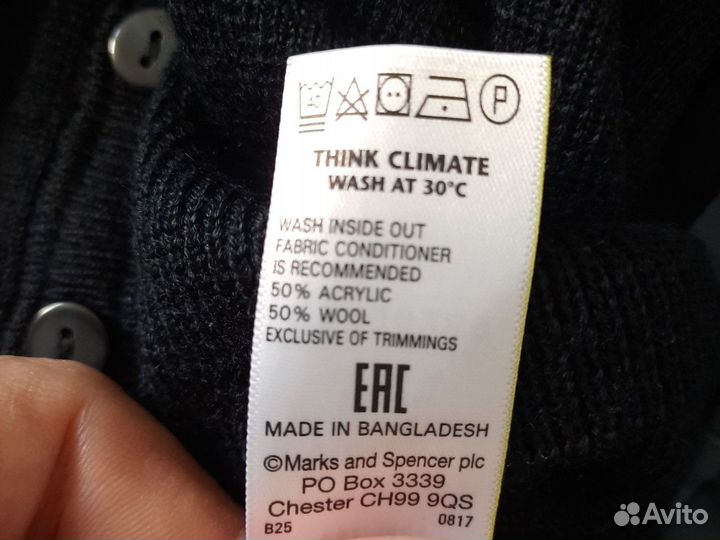 40
P
THINK CLIMATE
WASH AT 30°C
WASH INSIDE OUT
FABRIC CONDITIONER
IS RECOMMENDED
50% ACRYLIC
50% WOOL
EXCLUSIVE OF TRIMMINGS
EAC
MADE IN BANGLADESH
©Marks and Spencer plc
PO Box 3339
Chester CH99 9QS
B25 0817
Avito